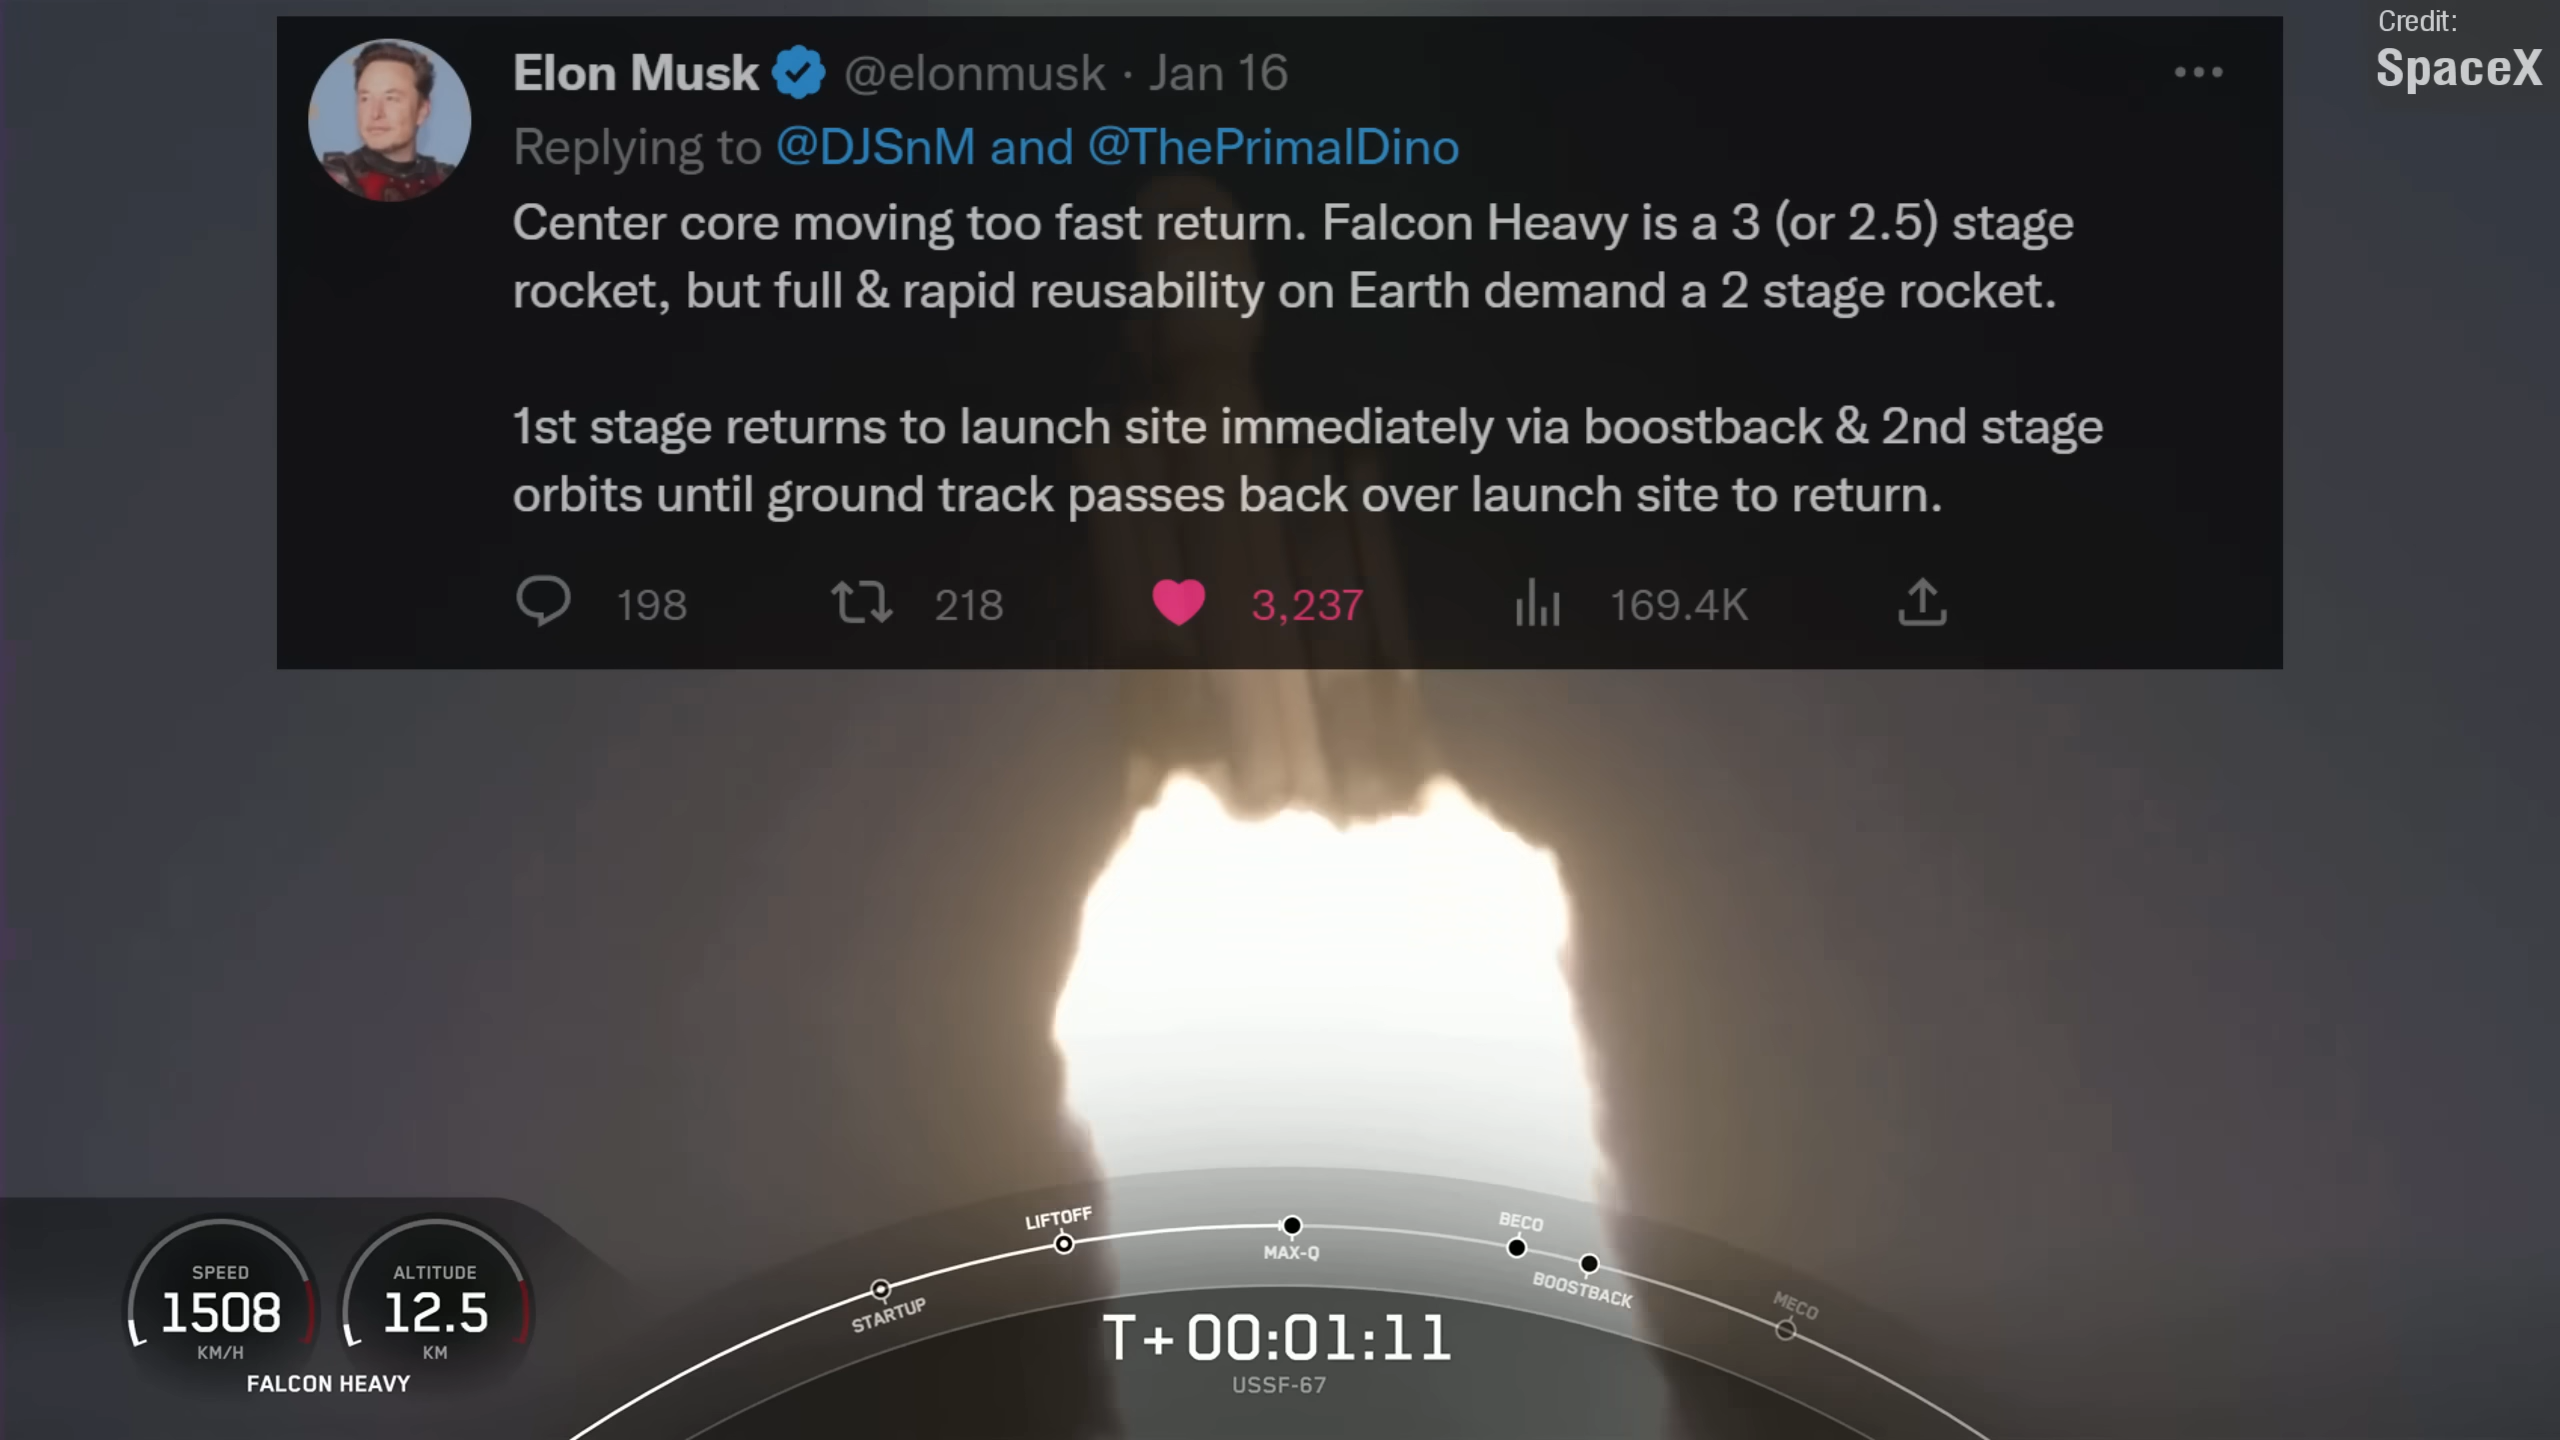 Credit:
SpaceX
Elon Musk @elonmusk · Jan 16
Replying to @DJSnM and @ThePrimalDino
Center core moving too fast return. Falcon Heavy is a 3 (or 2.5) stage
rocket, but full & rapid reusability on Earth demand a 2 stage rocket.
1st stage returns to launch site immediately via boostback & 2nd stage
orbits until ground track passes back over launch site to return.
198 218 3,237 169.4K
SPEED
1508
KM/H
ALTITUDE
12.5
KM
FALCON HEAVY
STARTUP
LIFTOFF
MAX-Q
BECO
BOOSTBACK
MECO
T+00:01:11
USSF-67